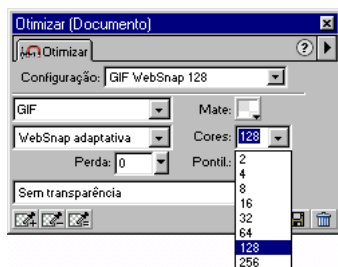 Otimizar (Documento)
Otimizar
Configuração: GIF WebSnap 128
GIF
Mate:
WebSnap adaptativa
Cores: 128
Perda: 0
Pontil.:
2
4
8
16
32
64
128
256
Sem transparência